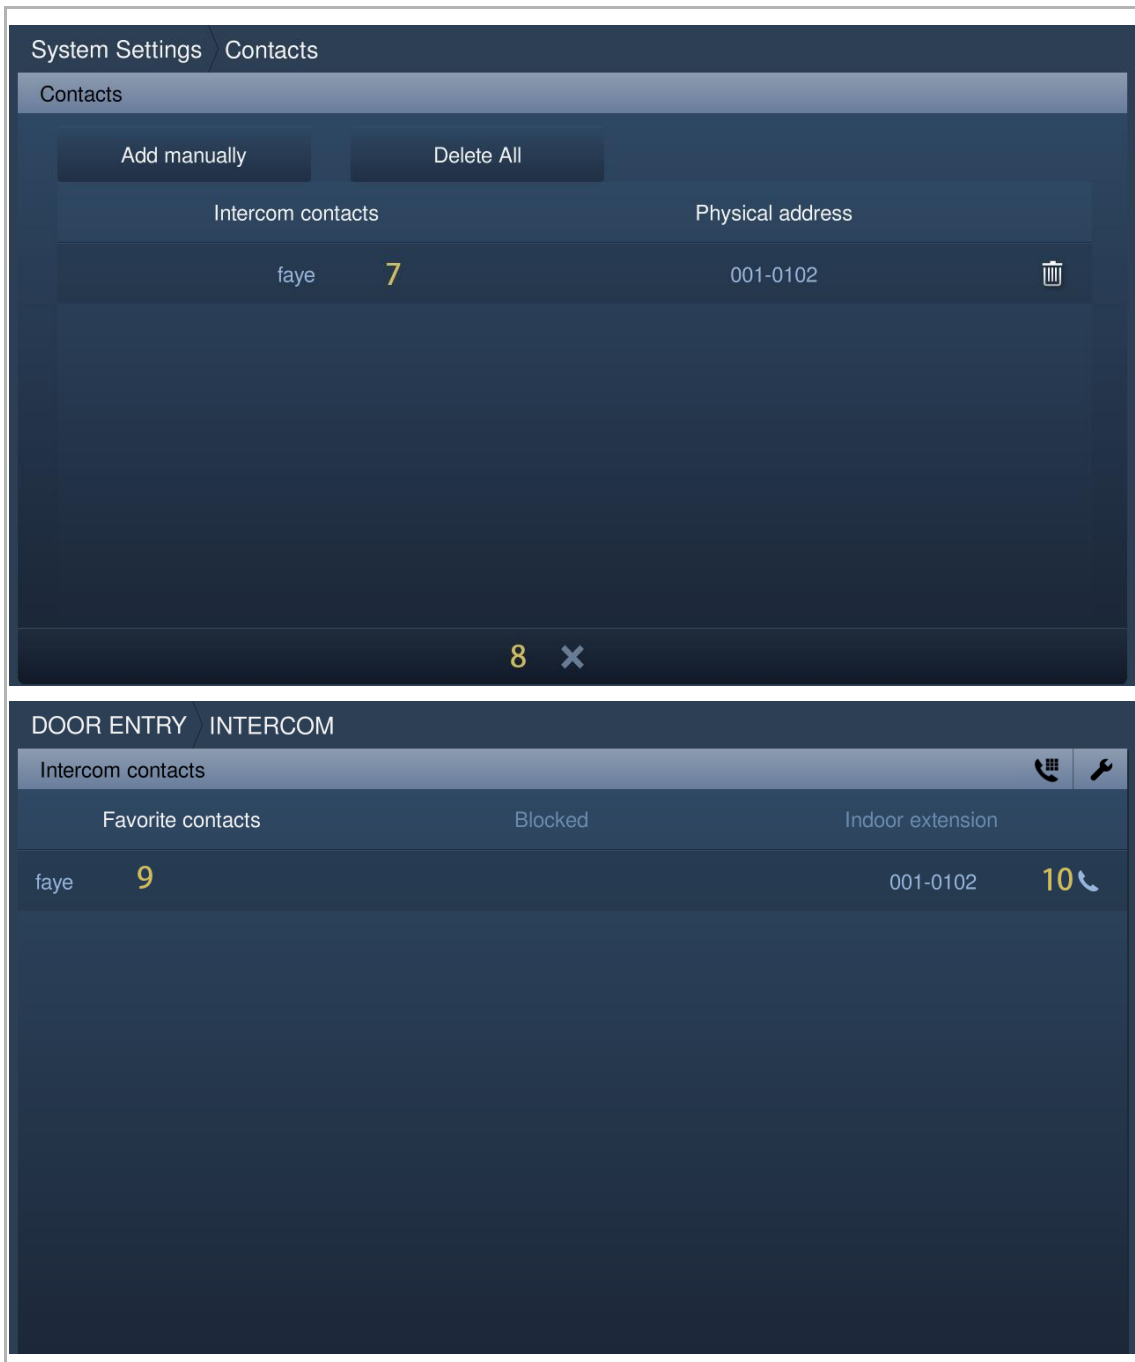 System Settings Contacts
Contacts
Add manually Delete All
Intercom contacts Physical address
faye 7 001-0102
8
DOOR ENTRY INTERCOM
Intercom contacts
Favorite contacts Blocked Indoor extension
faye 9 001-0102 10